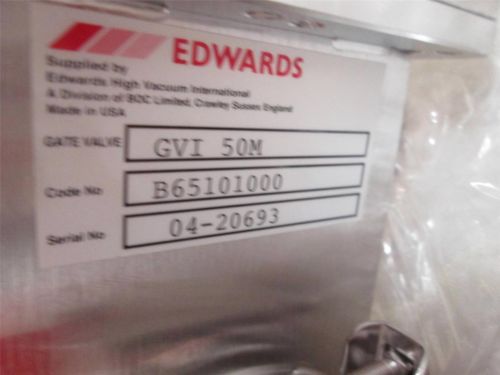 EDWARDS
Supplied by
Edwards High Vacuum International
A Division of BOC Limited, Crawley Sussex England
Made in USA
GATE VALVE GVI 50M
Code No B65101000
Serial No 04-20693